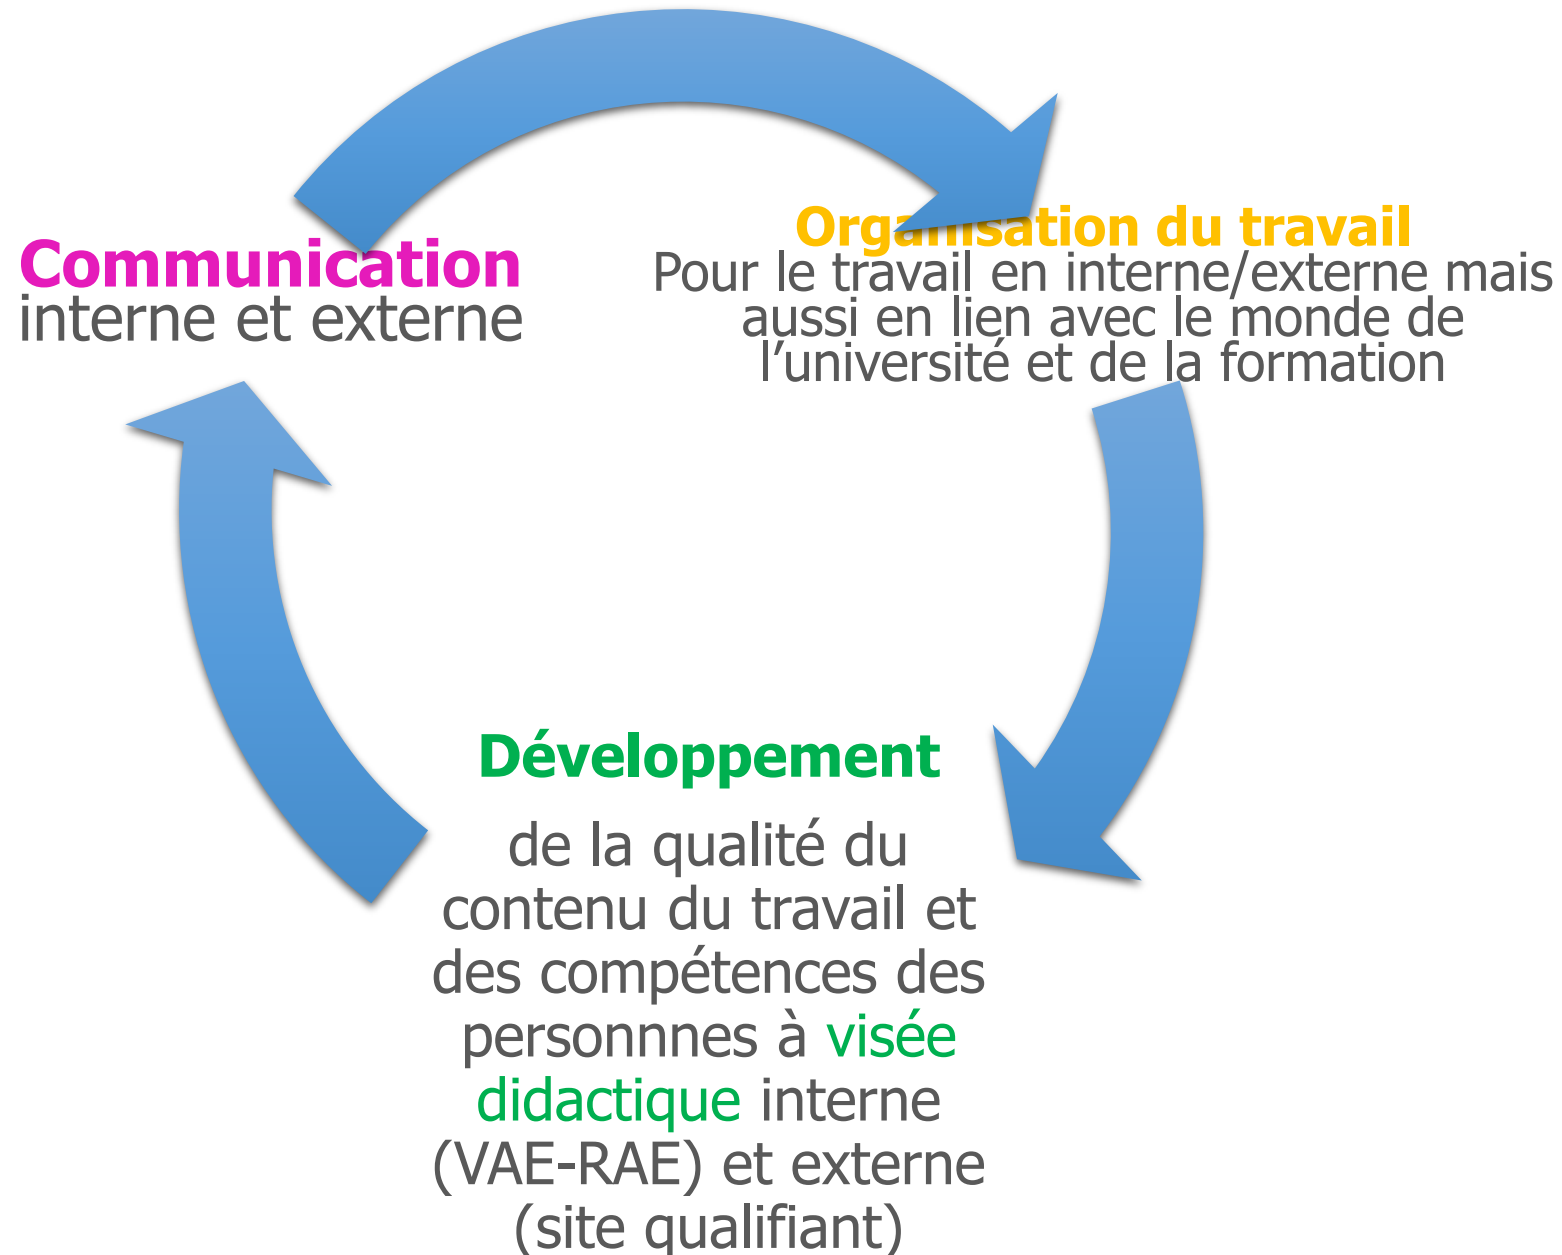 Communication
interne et externe
Organisation du travail
Pour le travail en interne/externe mais
aussi en lien avec le monde de
l’université et de la formation
Développement
de la qualité du
contenu du travail et
des compétences des
personnnes à visée
didactique interne
(VAE-RAE) et externe
(site qualifiant)